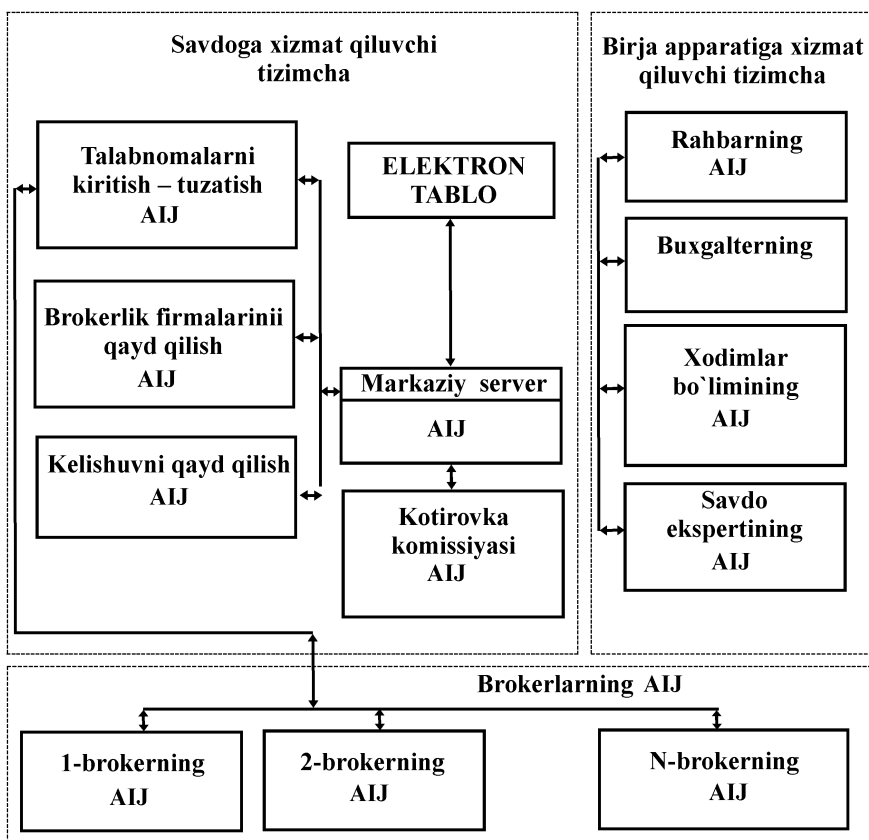 Savdoga xizmat qiluvchi
tizimcha
Talabnomalarni
kiritish – tuzatish
AIJ
ELEKTRON
TABLO
Brokerlik firmalarinii
qayd qilish
AIJ
Markaziy server
AIJ
Kelishuvni qayd qilish
AIJ
Kotirovka
komissiyasi
AIJ
Birja apparatiga xizmat
qiluvchi tizimcha
Rahbarning
AIJ
Buxgalterning
Xodimlar
bo`limining
AIJ
Savdo
ekspertining
AIJ
Brokerlarning AIJ
1-brokerning
AIJ
2-brokerning
AIJ
N-brokerning
AIJ